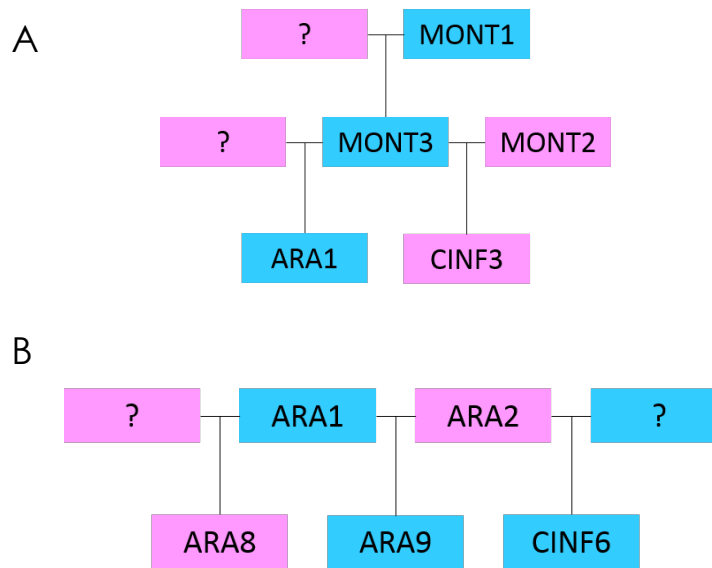 A
? MONT1
? MONT3 MONT2
ARA1 CINF3
B
? ARA1 ARA2 ?
ARA8 ARA9 CINF6